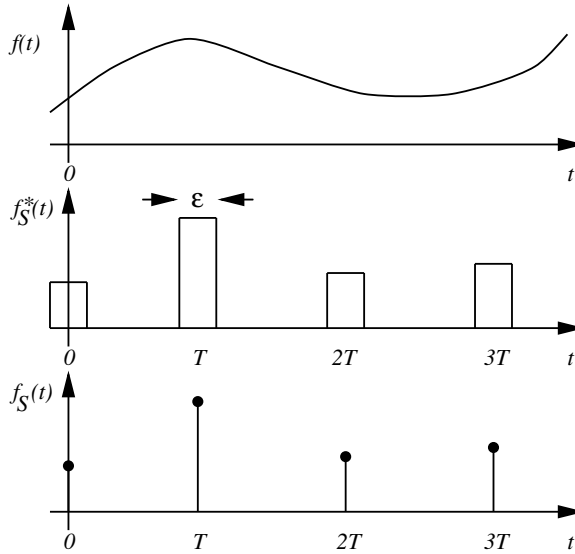 f(t)
0 t
f*S(t) ε
0 T 2T 3T t
fS(t)
0 T 2T 3T t